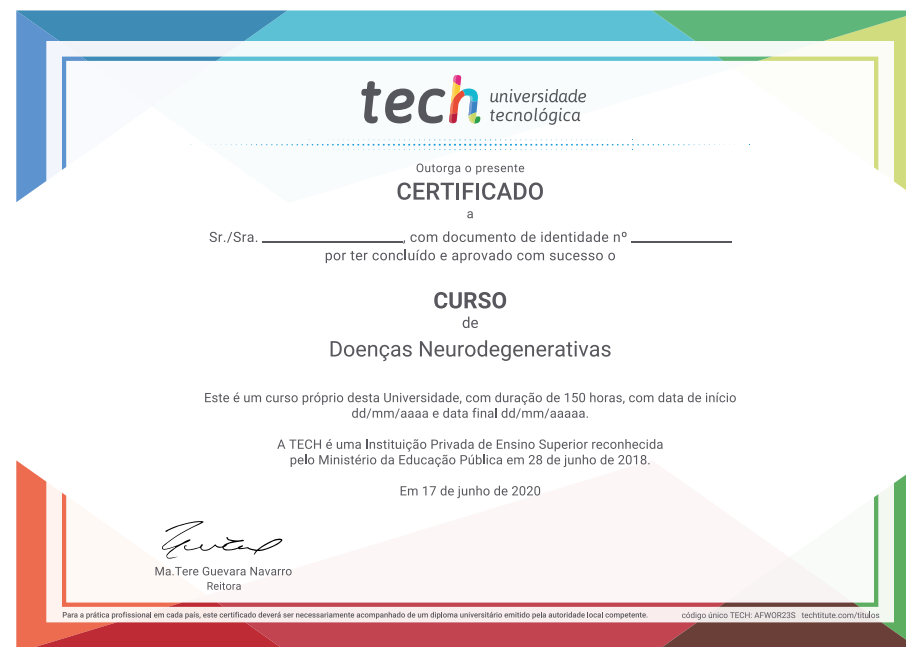 tech universidade
tecnológica
Outorga o presente
CERTIFICADO
a
Sr./Sra. ____________, com documento de identidade nº ____________
por ter concluído e aprovado com sucesso o
CURSO
de
Doenças Neurodegenerativas
Este é um curso próprio desta Universidade, com duração de 150 horas, com data de início
dd/mm/aaaa e data final dd/mm/aaaaa.
A TECH é uma Instituição Privada de Ensino Superior reconhecida
pelo Ministério da Educação Pública em 28 de junho de 2018.
Em 17 de junho de 2020
Ma.Tere Guevara Navarro
Reitora
Para a prática profissional em cada país, este certificado deverá ser necessariamente acompanhado de um diploma universitário emitido pela autoridade local competente. código único TECH: AFWOR23S techtitute.com/titulos